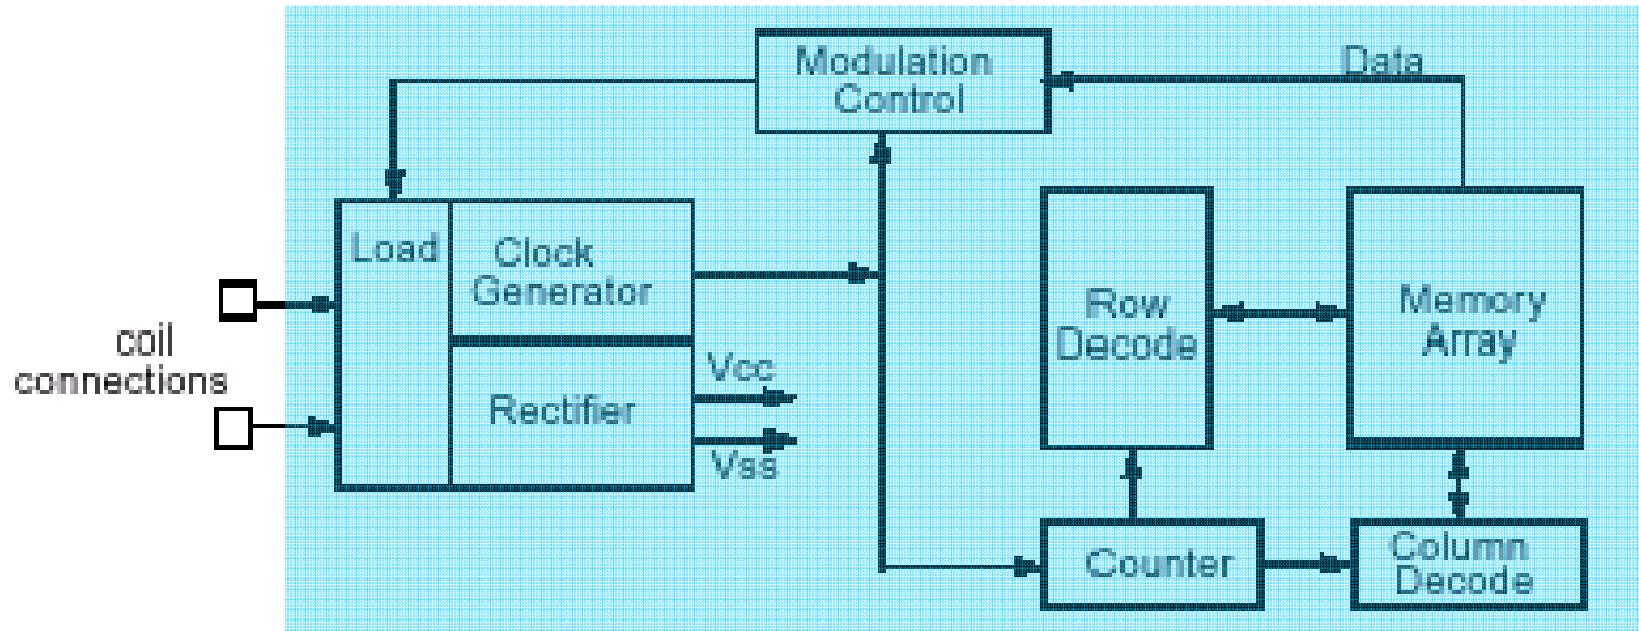 Modulation
Control
Data
Load
Clock
Generator
coil
connections
Rectifier
Vcc
Vss
Row
Decode
Memory
Array
Counter
Column
Decode